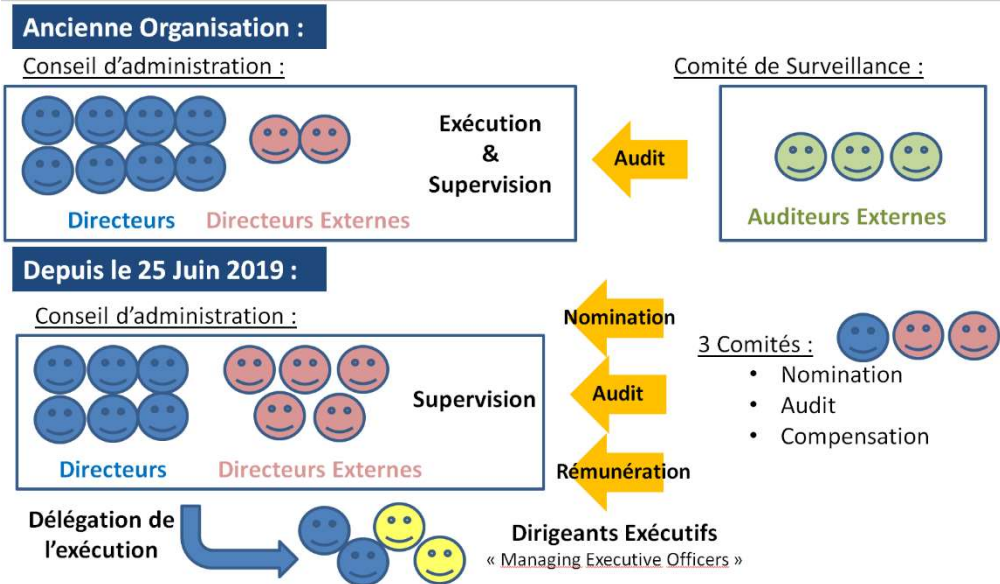 Ancienne Organisation :
Conseil d’administration :
Comité de Surveillance :
Exécution
&
Supervision
Audit
Directeurs
Directeurs Externes
Auditeurs Externes
Depuis le 25 Juin 2019 :
Conseil d’administration :
Nomination
3 Comités :
• Nomination
• Audit
• Compensation
Supervision
Audit
Directeurs
Directeurs Externes
Rémunération
Délégation de
l’exécution
Dirigeants Exécutifs
« Managing Executive Officers »